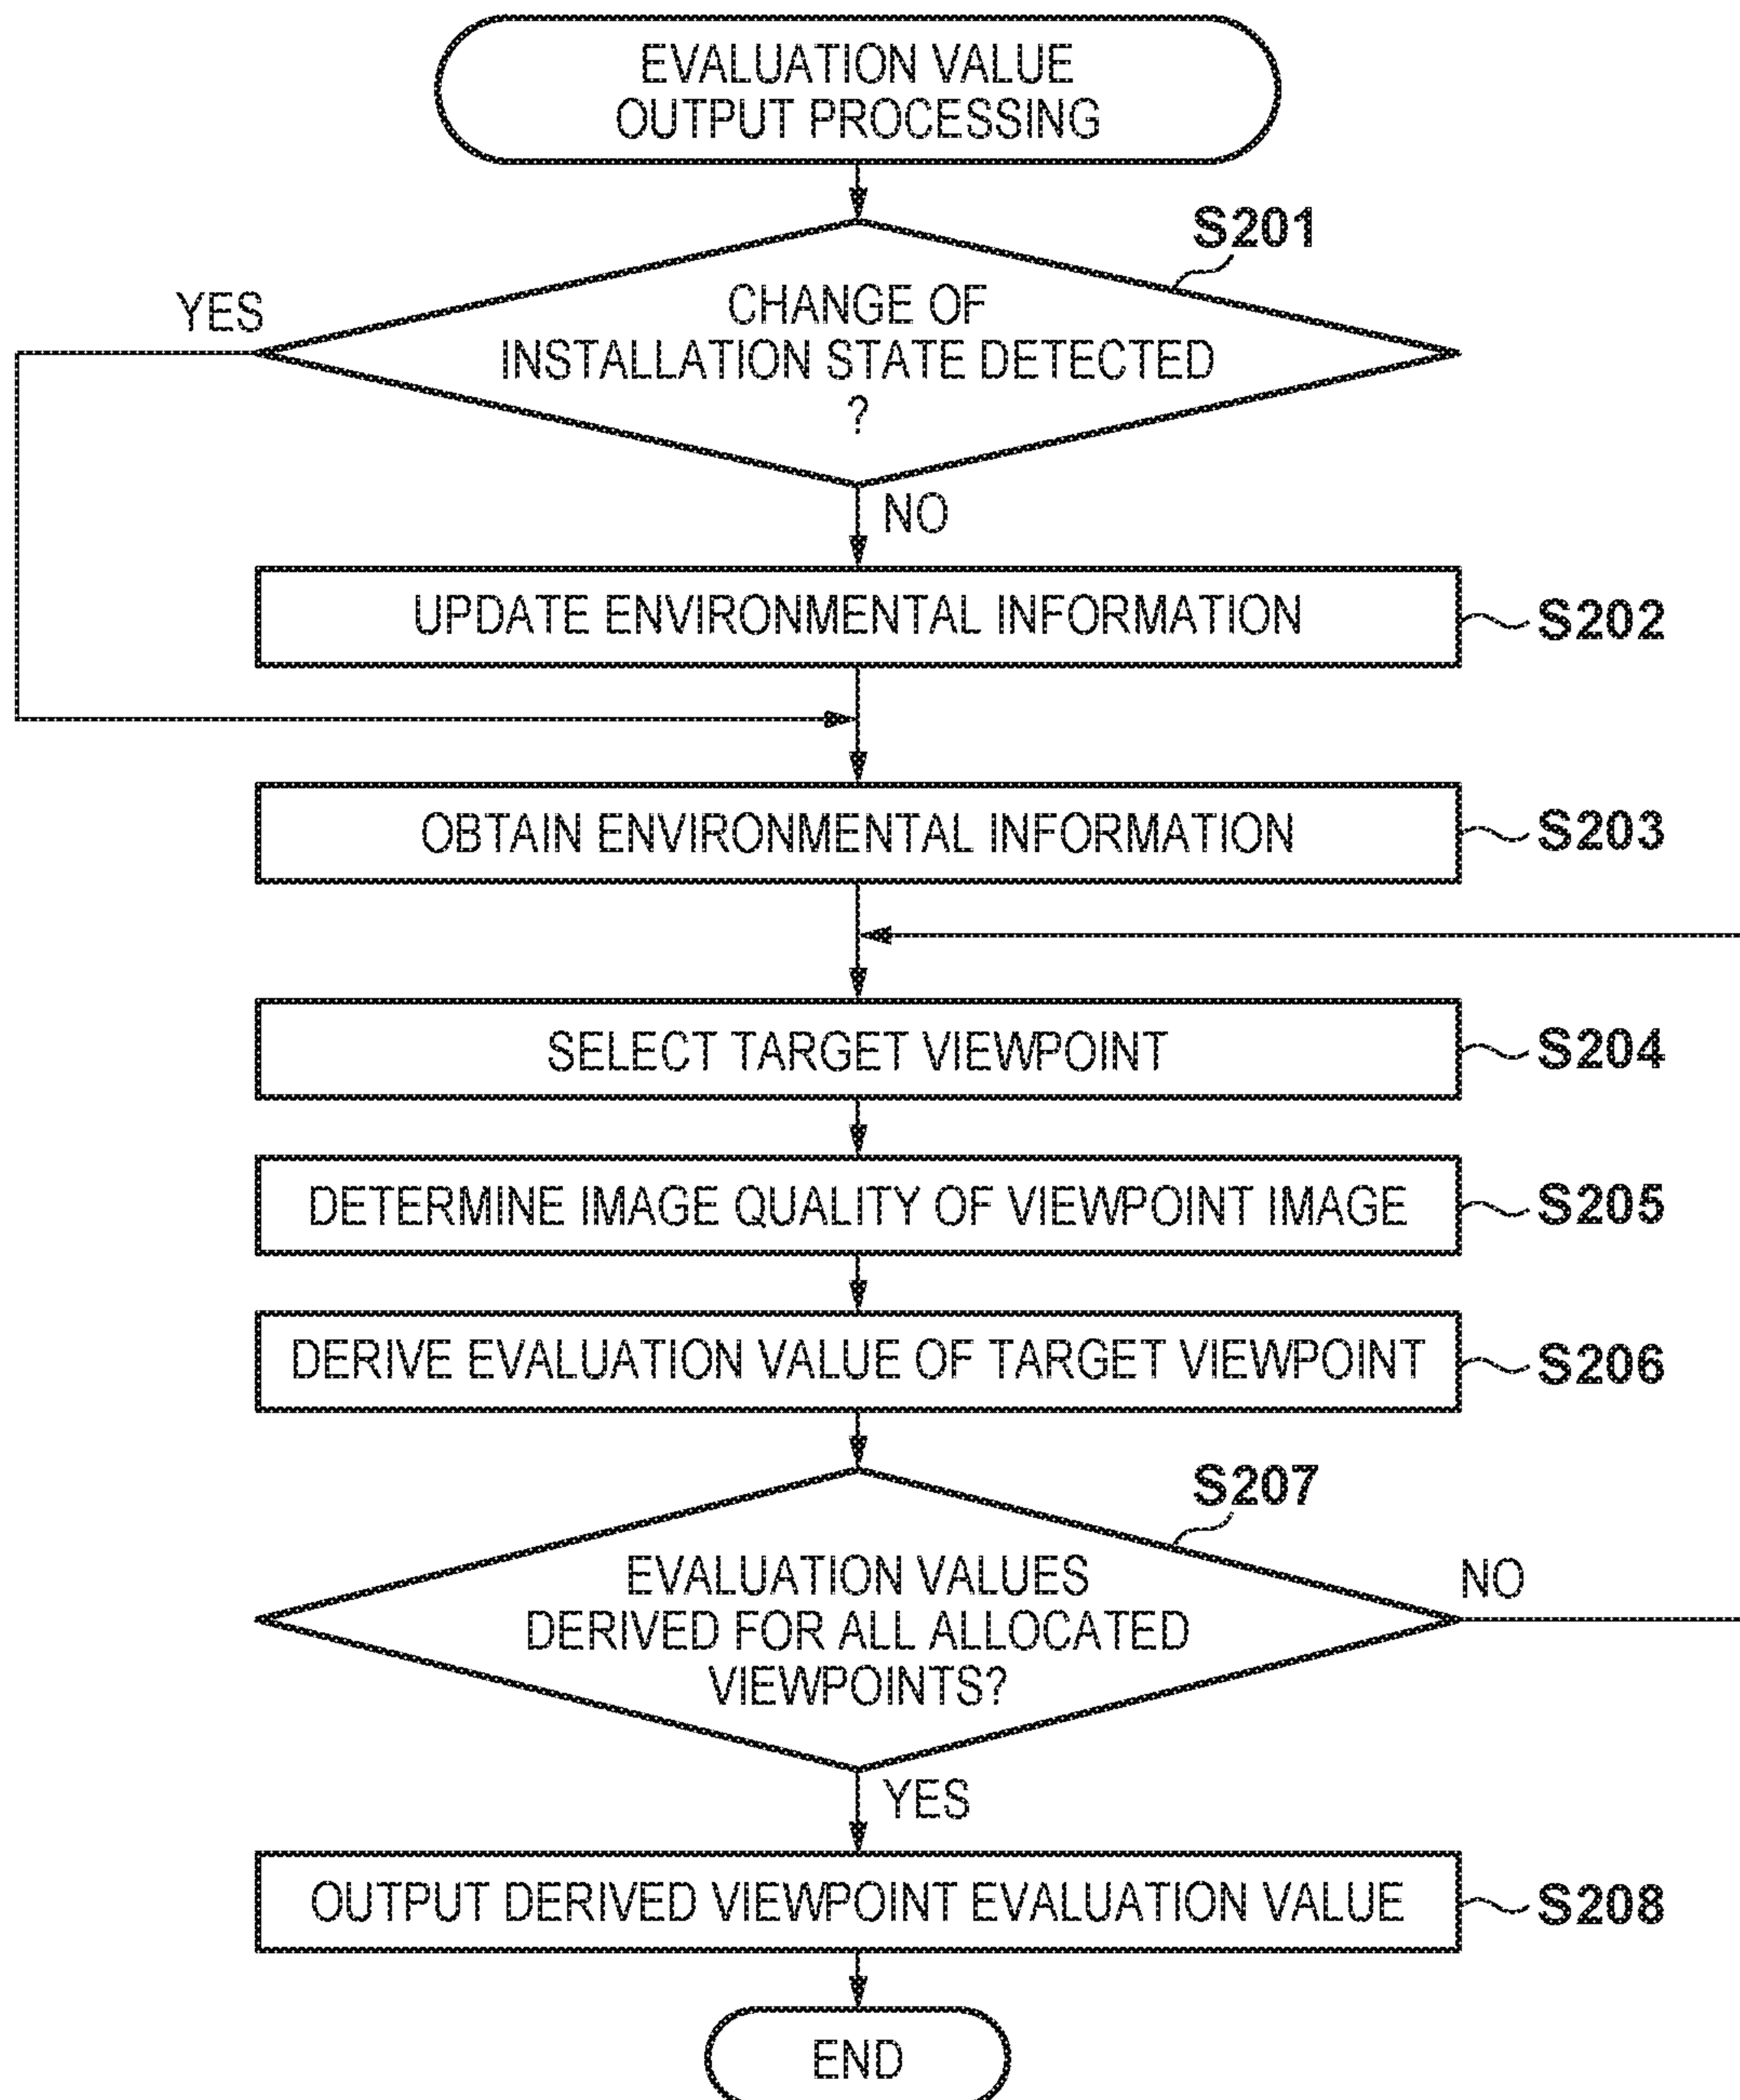 EVALUATION VALUE
OUTPUT PROCESSING
S201
YES
CHANGE OF
INSTALLATION STATE DETECTED
?
NO
UPDATE ENVIRONMENTAL INFORMATION
S202
OBTAIN ENVIRONMENTAL INFORMATION
S203
SELECT TARGET VIEWPOINT
S204
DETERMINE IMAGE QUALITY OF VIEWPOINT IMAGE
S205
DERIVE EVALUATION VALUE OF TARGET VIEWPOINT
S206
S207
EVALUATION VALUES
DERIVED FOR ALL ALLOCATED
VIEWPOINTS?
NO
YES
OUTPUT DERIVED VIEWPOINT EVALUATION VALUE
S208
END